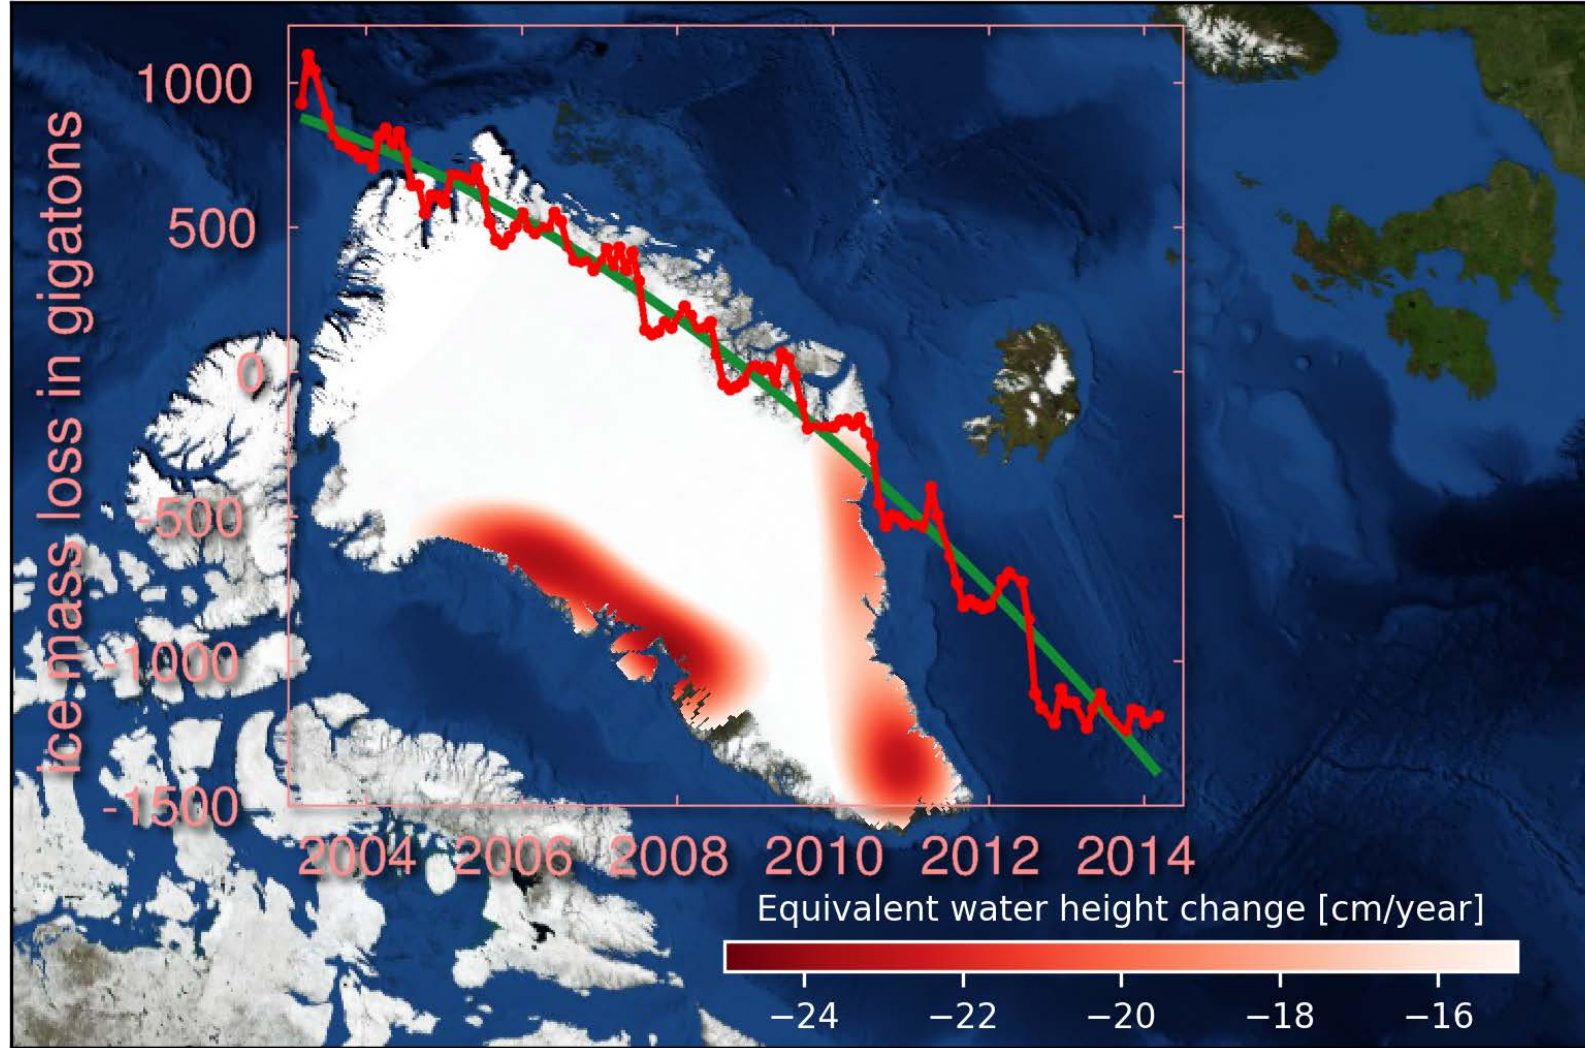 Ice mass loss in gigatons
1000
500
0
-500
-1000
-1500
2004 2006 2008 2010 2012 2014
Equivalent water height change [cm/year]
−24 −22 −20 −18 −16